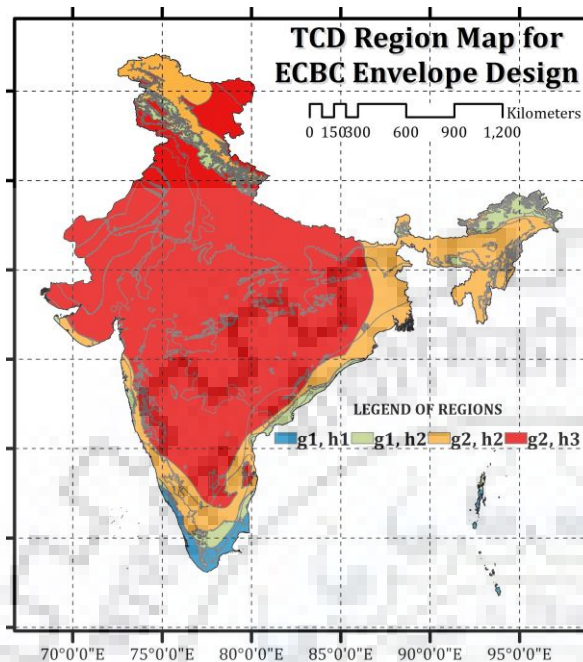 TCD Region Map for
ECBC Envelope Design
Kilometers
0 150300 600 900 1,200
LEGEND OF REGIONS
g1, h1 g1, h2 g2, h2 g2, h3
70°0'0"E 75°0'0"E 80°0'0"E 85°0'0"E 90°0'0"E 95°0'0"E